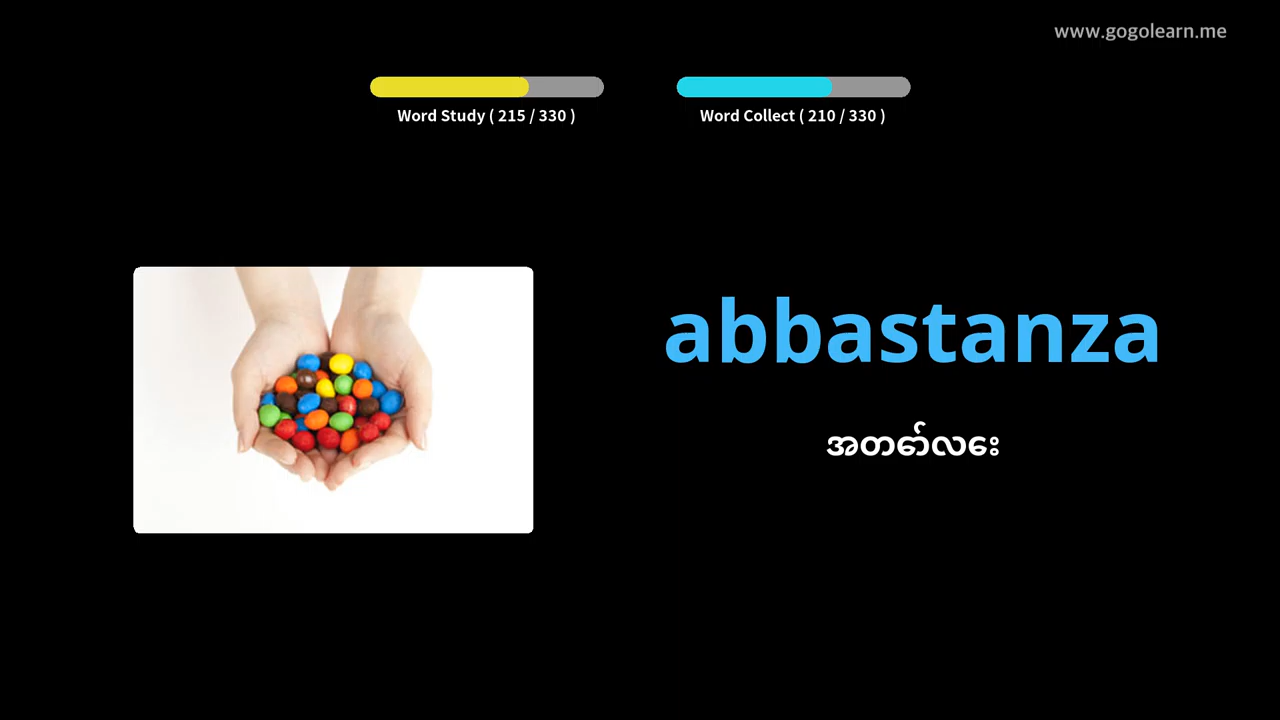 www.gogolearn.me
Word Study ( 215 / 330 )
Word Collect ( 210 / 330 )
abbastanza
အတော်လေး